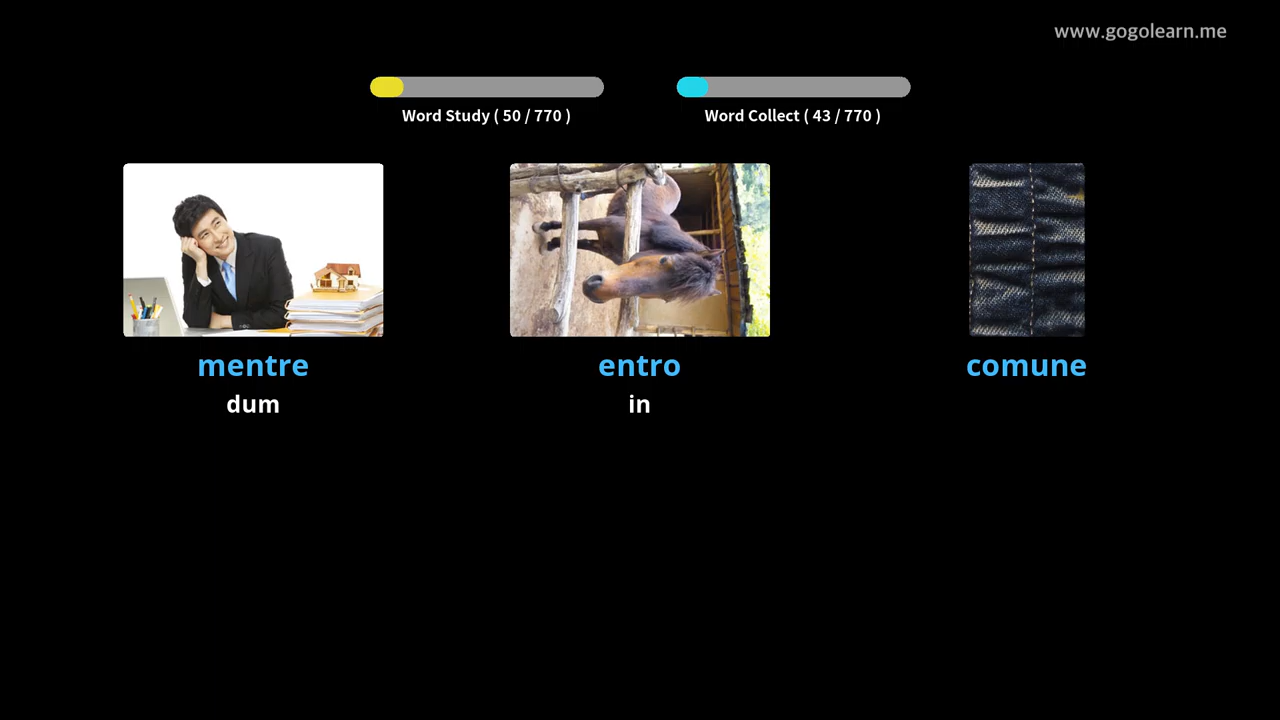 www.gogolearn.me
Word Study ( 50 / 770 )
Word Collect ( 43 / 770 )
mentre
entro
comune
dum
in